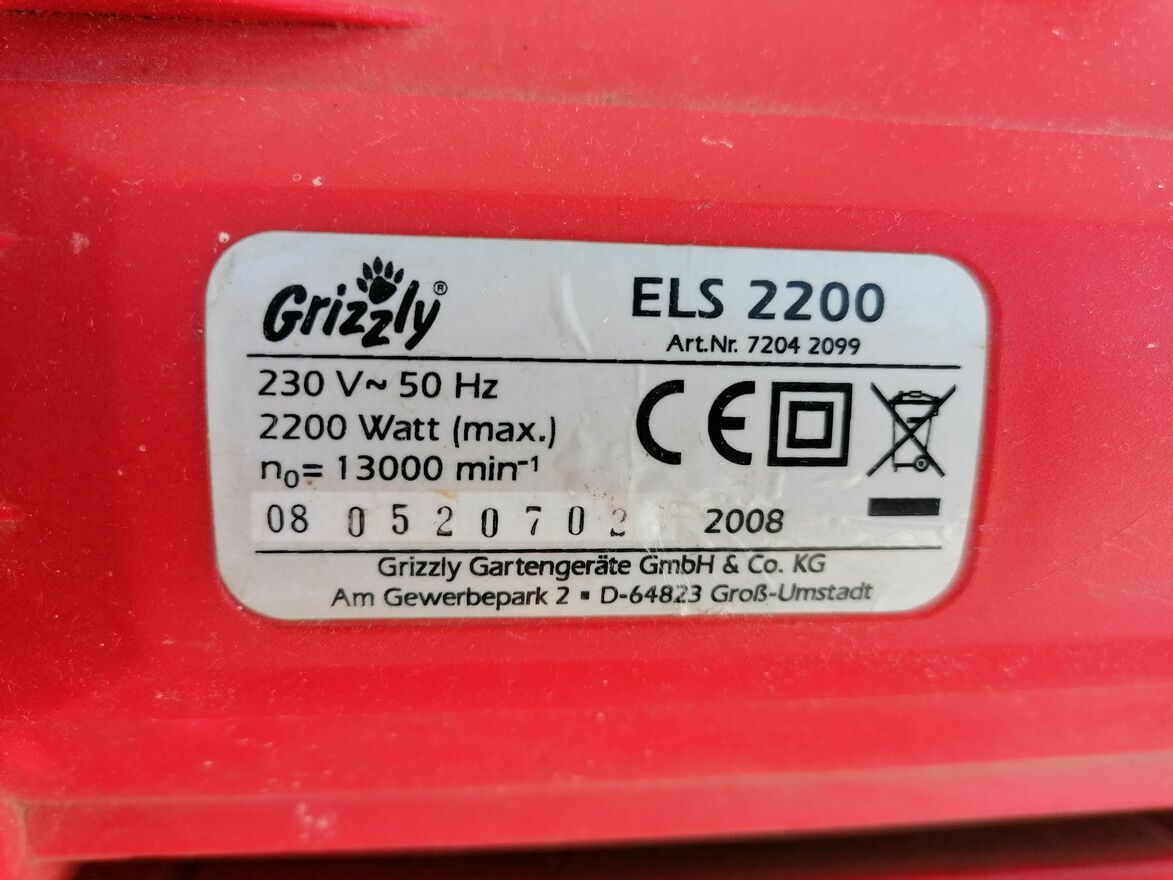 Grizzly®
ELS 2200
Art.Nr. 7204 2099
230 V~ 50 Hz
2200 Watt (max.)
n₀= 13000 min⁻¹
CE
08 0520702 2008
Grizzly Gartengeräte GmbH & Co. KG
Am Gewerbepark 2 ▪ D-64823 Groß-Umstadt